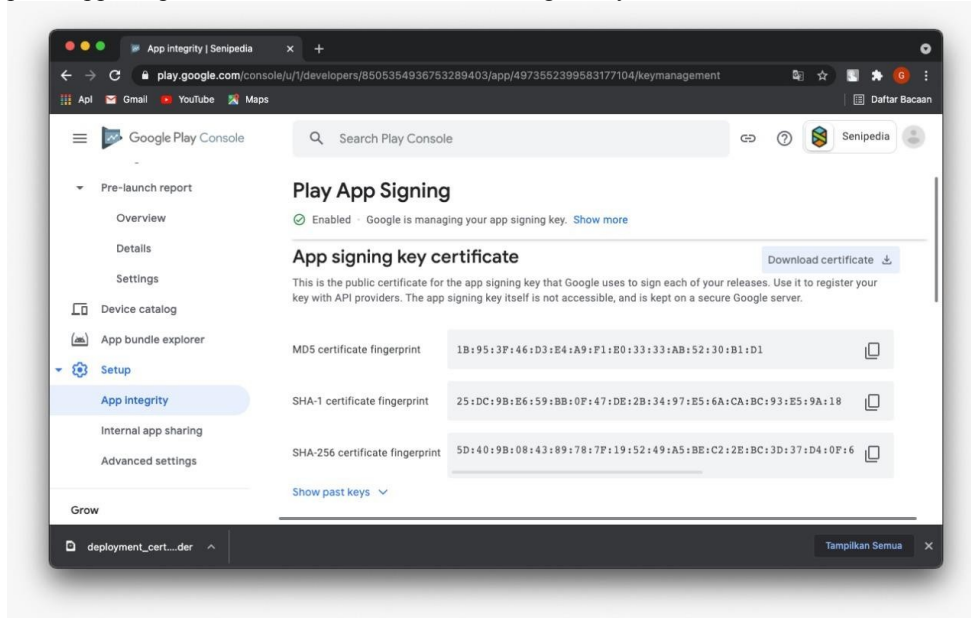 App integrity | Senipedia
play.google.com/console/u/1/developers/8505354936753289403/app/4973552399583177104/keymanagement
G
Apl Gmail YouTube Maps Daftar Bacaan
Google Play Console
Search Play Console
Senipedia
Pre-launch report
Overview
Details
Settings
Device catalog
App bundle explorer
Setup
App integrity
Internal app sharing
Advanced settings
Grow
Play App Signing
Enabled · Google is managing your app signing key. Show more
App signing key certificate
Download certificate
This is the public certificate for the app signing key that Google uses to sign each of your releases. Use it to register your
key with API providers. The app signing key itself is not accessible, and is kept on a secure Google server.
MD5 certificate fingerprint 1B:95:3F:46:D3:E4:A9:F1:E0:33:33:AB:52:30:B1:D1
SHA-1 certificate fingerprint 25:DC:9B:E6:59:BB:0F:47:DE:2B:34:97:E5:6A:CA:BC:93:E5:9A:18
SHA-256 certificate fingerprint 5D:40:9B:08:43:89:78:7F:19:52:49:A5:BE:C2:2E:BC:3D:37:D4:0F:6
Show past keys
deployment_cert....der
Tampilkan Semua